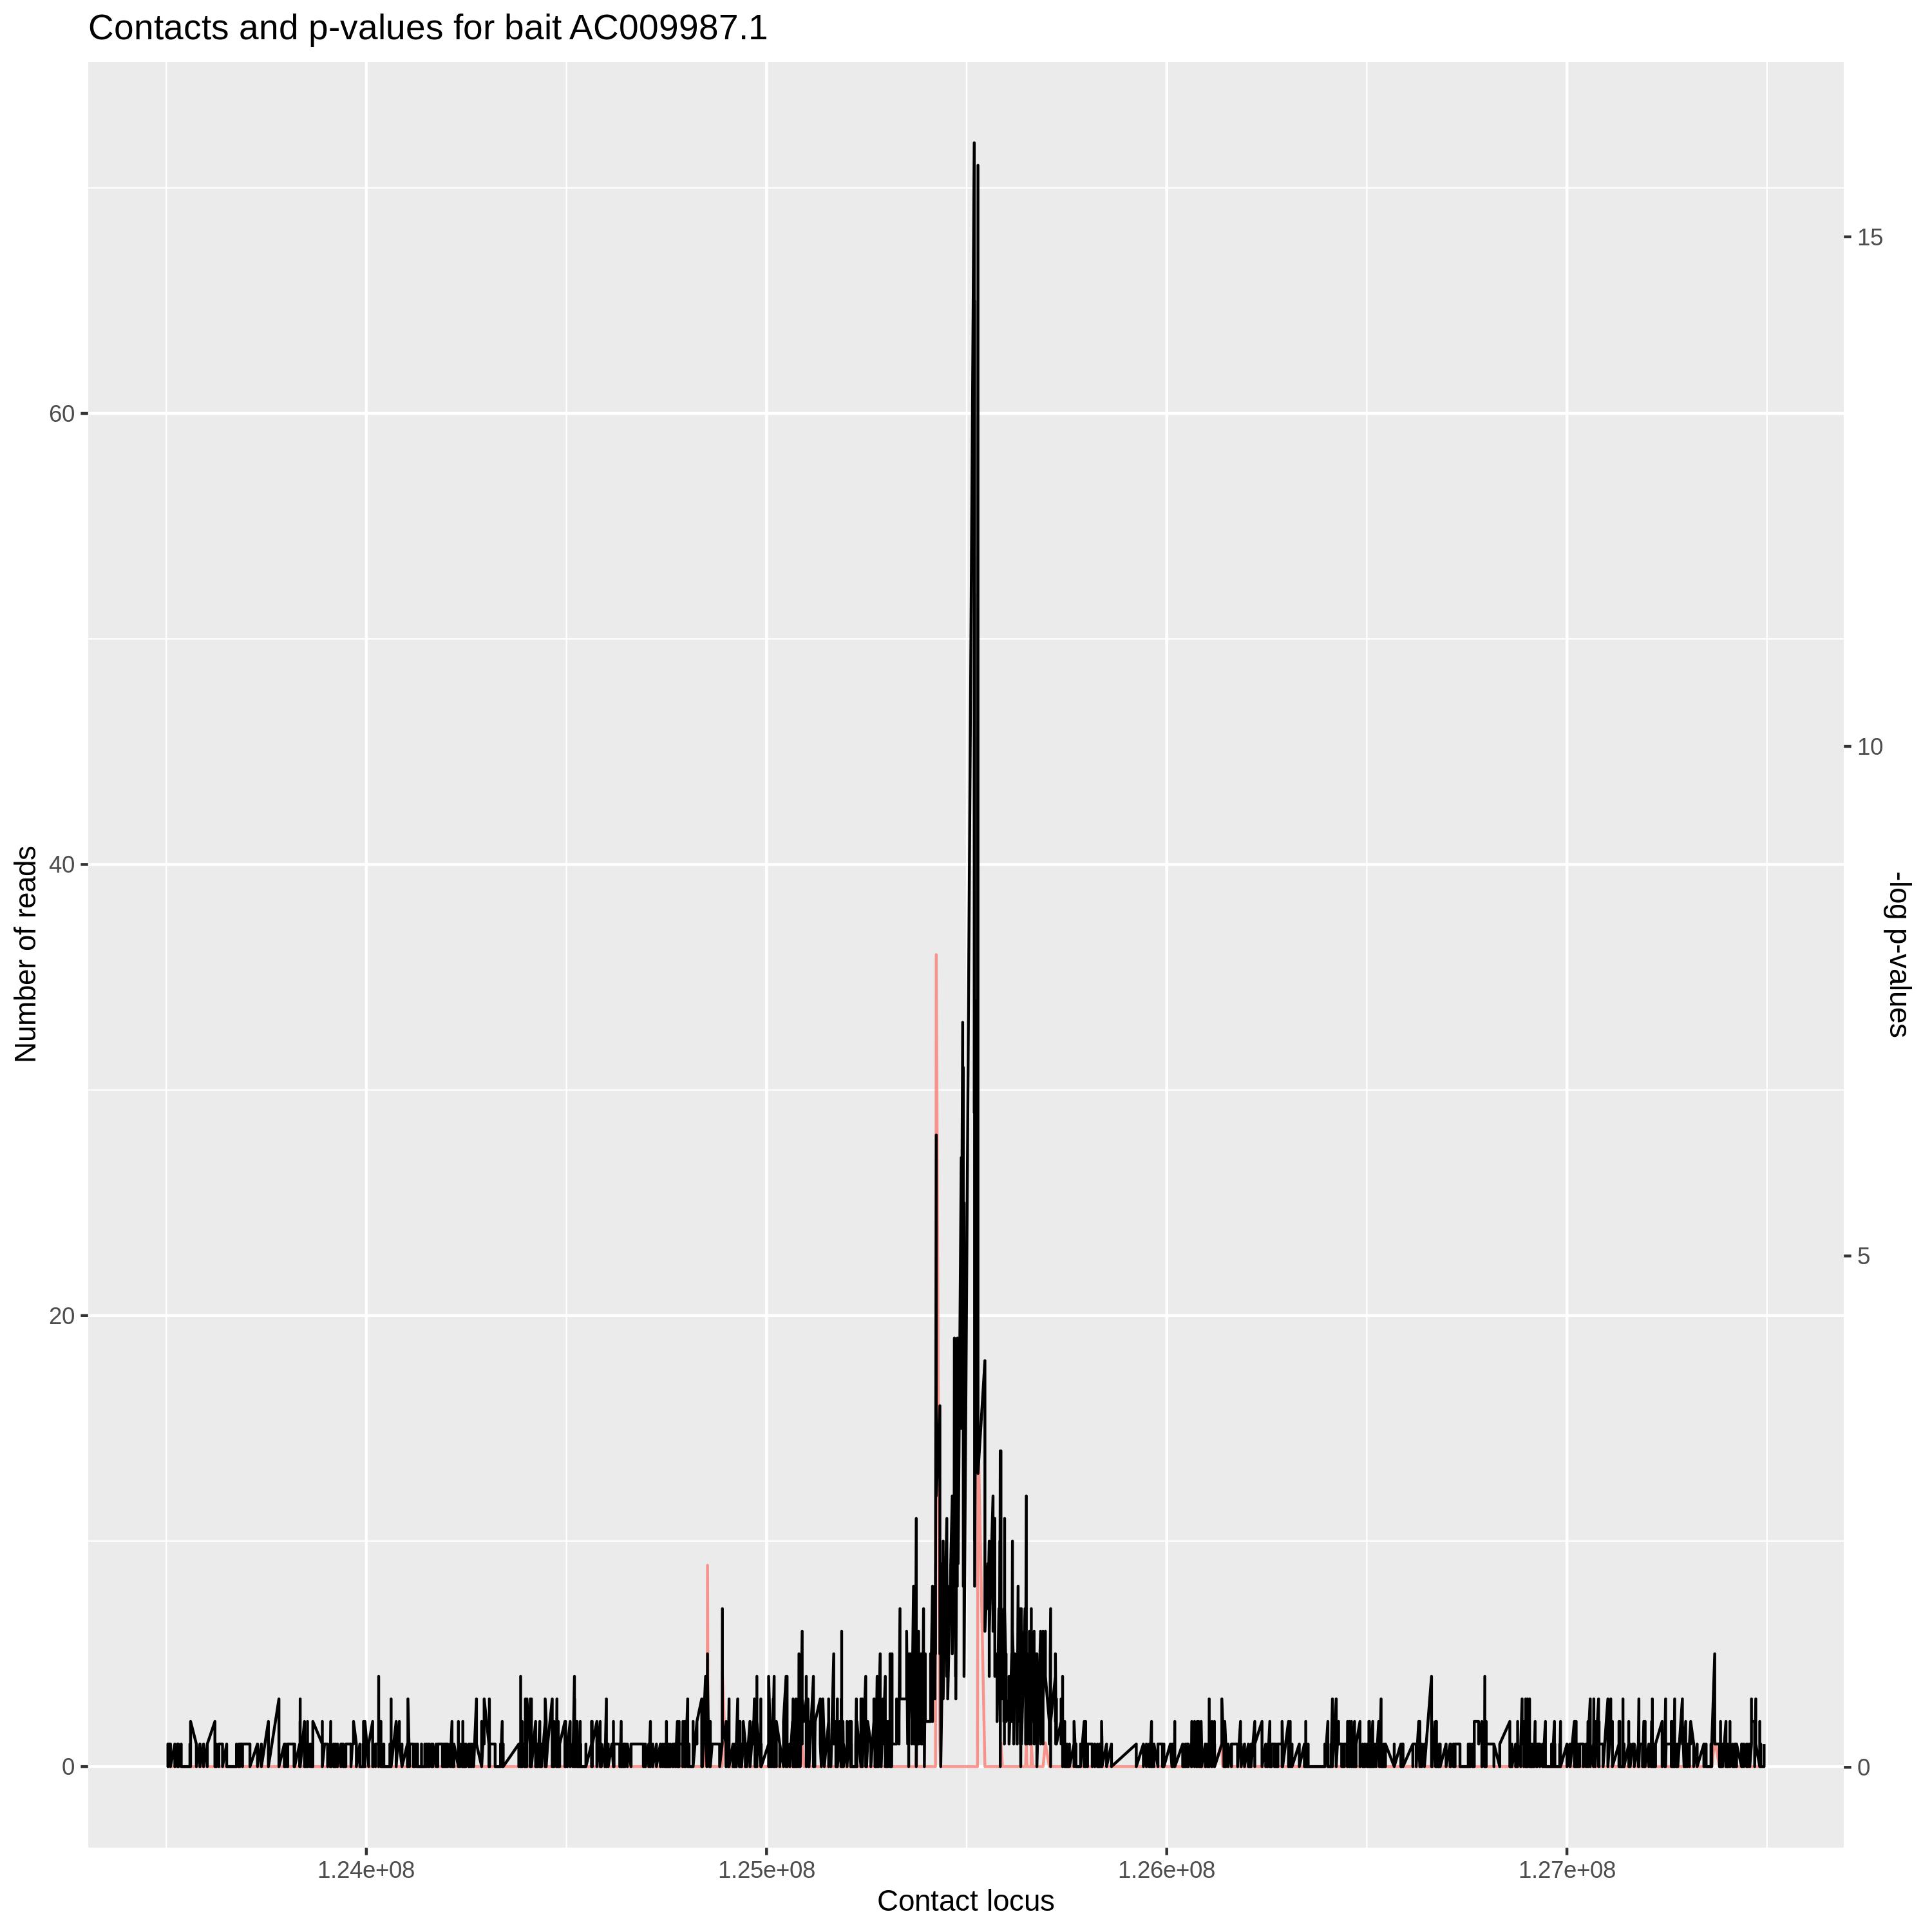 Contacts and p-values for bait AC009987.1
Number of reads
60
40
20
0
15
10
5
0
-log p-values
1.24e+08
1.25e+08
1.26e+08
1.27e+08
Contact locus